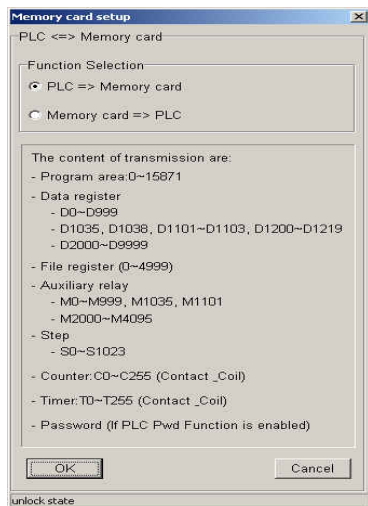 Memory card setup
PLC <=> Memory card
Function Selection
PLC => Memory card
Memory card => PLC
The content of transmission are:
- Program area:0~15871
- Data register
- D0~D999
- D1035, D1038, D1101~D1103, D1200~D1219
- D2000~D9999
- File register (0~4999)
- Auxiliary relay
- M0~M999, M1035, M1101
- M2000~M4095
- Step
- S0~S1023
- Counter:C0~C255 (Contact _Coil)
- Timer:T0~T255 (Contact _Coil)
- Password (If PLC Pwd Function is enabled)
OK Cancel
unlock state